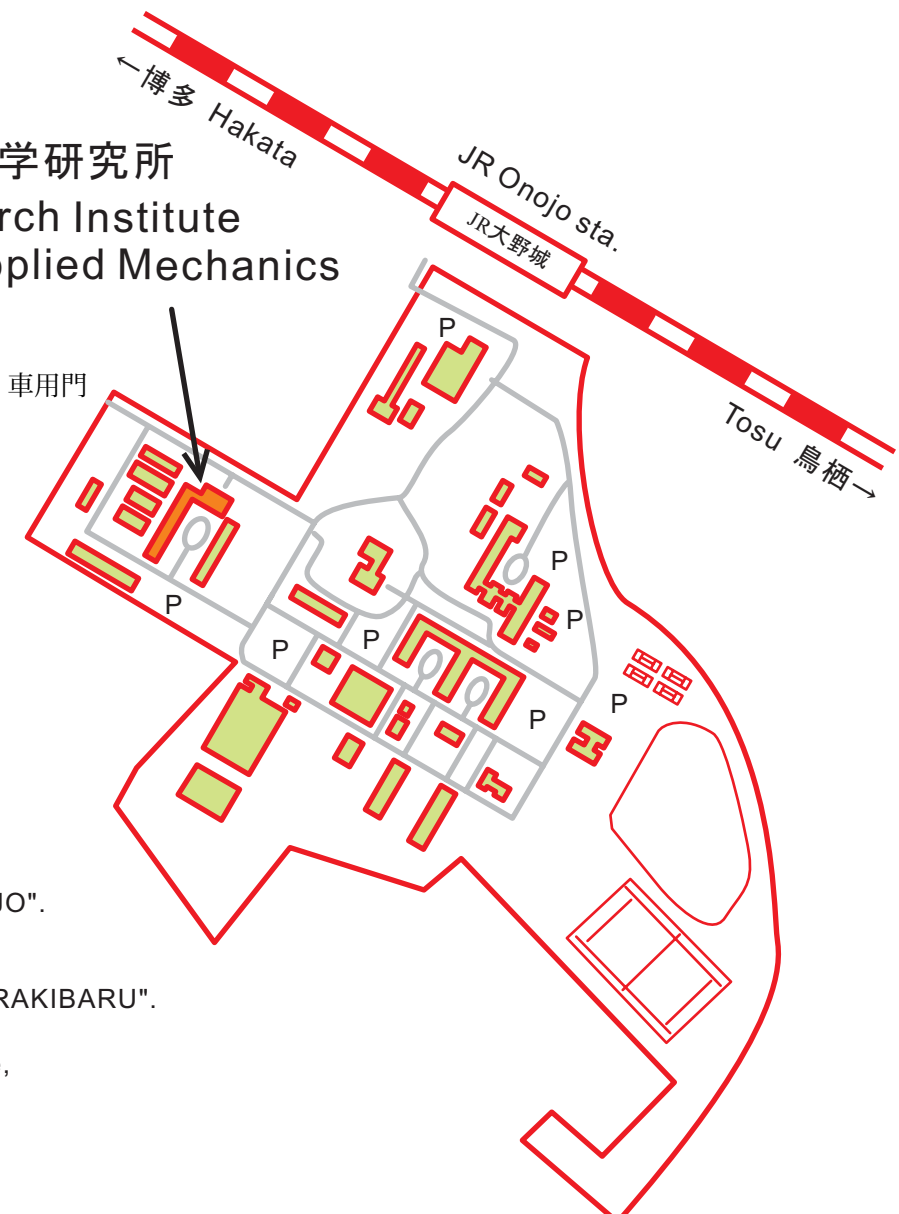 ←博多 Hakata
学研究所
rch Institute
plied Mechanics
JR Onojo sta.
JR大野城
P
車用門
Tosu 鳥栖→
P
P
P
P
P
P
P
JO".
RAKIBARU".
,